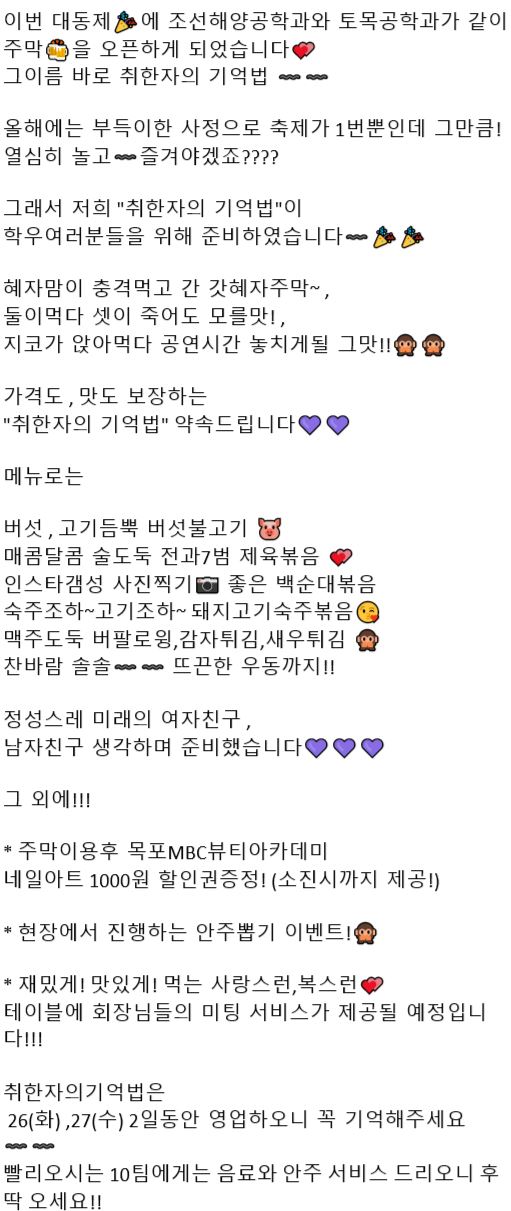 이번 대동제🎉에 조선해양공학과와 토목공학과가 같이
주막🍻을 오픈하게 되었습니다💕
그이름 바로 취한자의 기억법 〰〰
올해에는 부득이한 사정으로 축제가 1번뿐인데 그만큼!
열심히 놀고〰즐겨야겠죠????
그래서 저희 "취한자의 기억법"이
학우여러분들을 위해 준비하였습니다〰🎉🎉
혜자맘이 충격먹고 간 갓혜자주막~ ,
둘이먹다 셋이 죽어도 모를맛! ,
지코가 앉아먹다 공연시간 놓치게될 그맛!!🙊🙊
가격도 , 맛도 보장하는
"취한자의 기억법" 약속드립니다💜💜
메뉴로는
버섯 , 고기듬뿍 버섯불고기 🐷
매콤달콤 술도둑 전과7범 제육볶음 💕
인스타갬성 사진찍기📷 좋은 백순대볶음
숙주조하~고기조하~ 돼지고기숙주볶음😘
맥주도둑 버팔로윙,감자튀김,새우튀김 🙊
찬바람 솔솔〰〰 뜨끈한 우동까지!!
정성스레 미래의 여자친구 ,
남자친구 생각하며 준비했습니다💜💜💜
그 외에!!!
* 주막이용후 목포MBC뷰티아카데미
네일아트 1000원 할인권증정! (소진시까지 제공!)
* 현장에서 진행하는 안주뽑기 이벤트!🙊
* 재밌게! 맛있게! 먹는 사랑스런,복스런💕
테이블에 회장님들의 미팅 서비스가 제공될 예정입니
다!!!
취한자의기억법은
26(화) ,27(수) 2일동안 영업하오니 꼭 기억해주세요
〰〰
빨리오시는 10팀에게는 음료와 안주 서비스 드리오니 후
딱 오세요!!